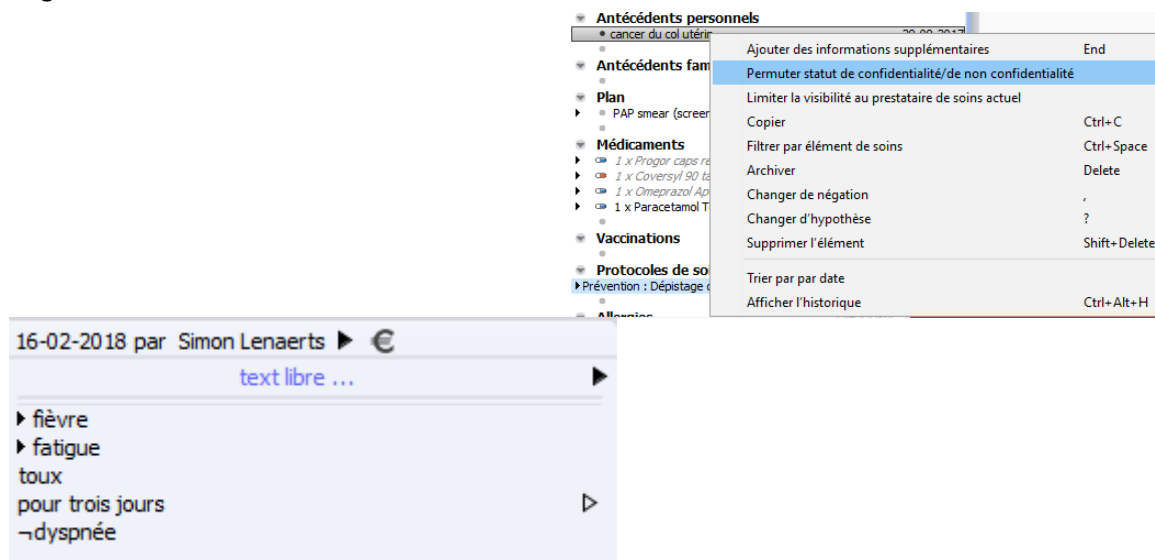 Antécédents personnels
cancer du col utérin
Ajouter des informations supplémentaires End
Antécédents fam
Permuter statut de confidentialité/de non confidentialité
Plan
Limiter la visibilité au prestataire de soins actuel
PAP smear (screer
Copier Ctrl+C
Médicaments
Filtrer par élément de soins Ctrl+Space
1 x Progor caps re
Archiver Delete
1 x Coversyl 90 ta
1 x Omeprazol Ap
Changer de négation ,
1 x Paracetamol T
Changer d'hypothèse ?
Vaccinations
Supprimer l'élément Shift+Delete
Protocoles de soi
Trier par par date
Prévention : Dépistage
Afficher l'historique Ctrl+Alt+H
16-02-2018 par Simon Lenaerts ▶ €
text libre ...
fièvre
fatigue
toux
pour trois jours
¬dyspnée